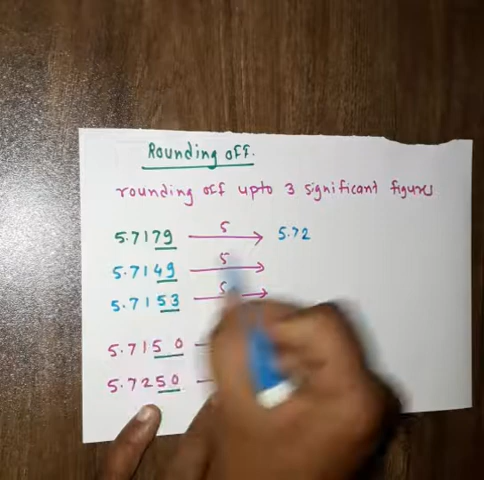 Rounding off.
rounding off upto 3 significant figures
5.7179 5 5.72
5.7149 5
5.7153 5
5.7150
5.7250